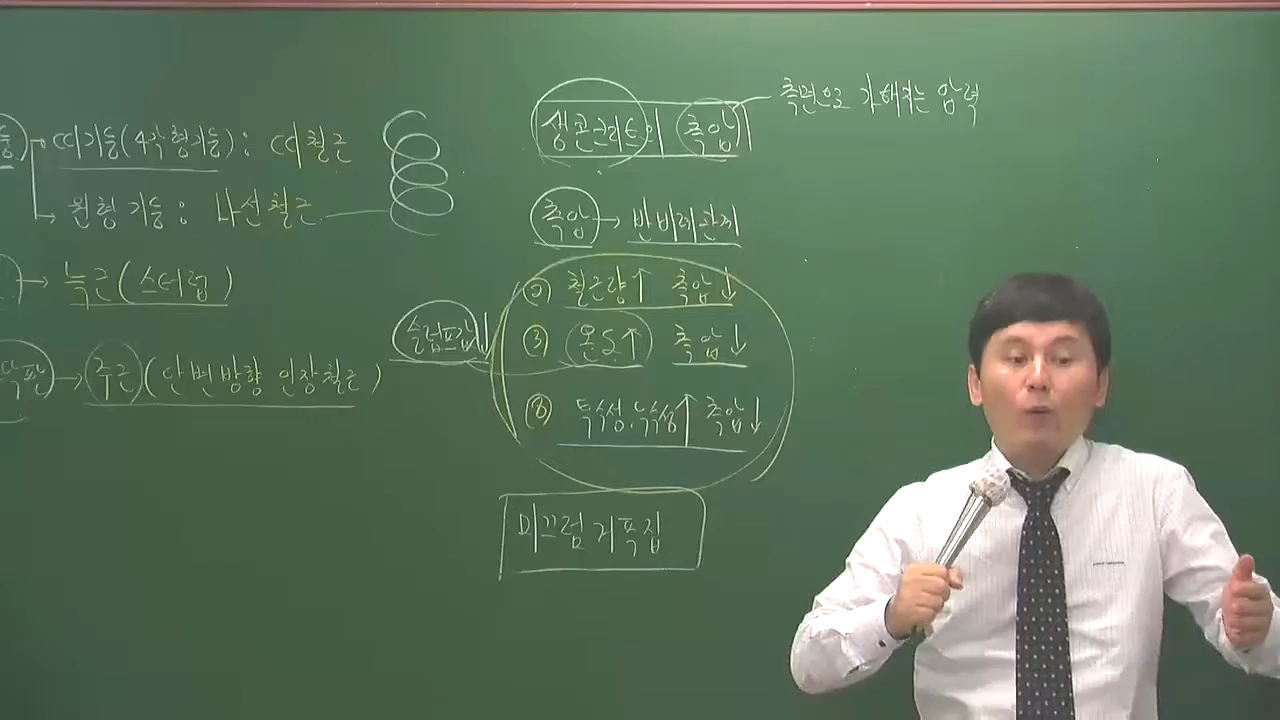 띠기둥(4각형기둥) : 띠철근
원형 기둥 : 나선철근
늑근(스터럽)
주근(단변방향 인장철근)
생콘크리트의 측압
측면으로 가해지는 압력
측압 → 반비례관계
② 철근량↑ 측압↓
슬럼프값↓
③ 온도↑ 측압↓
⑧ 투수성.누수성↑ 측압↓
미끄럼 거푸집